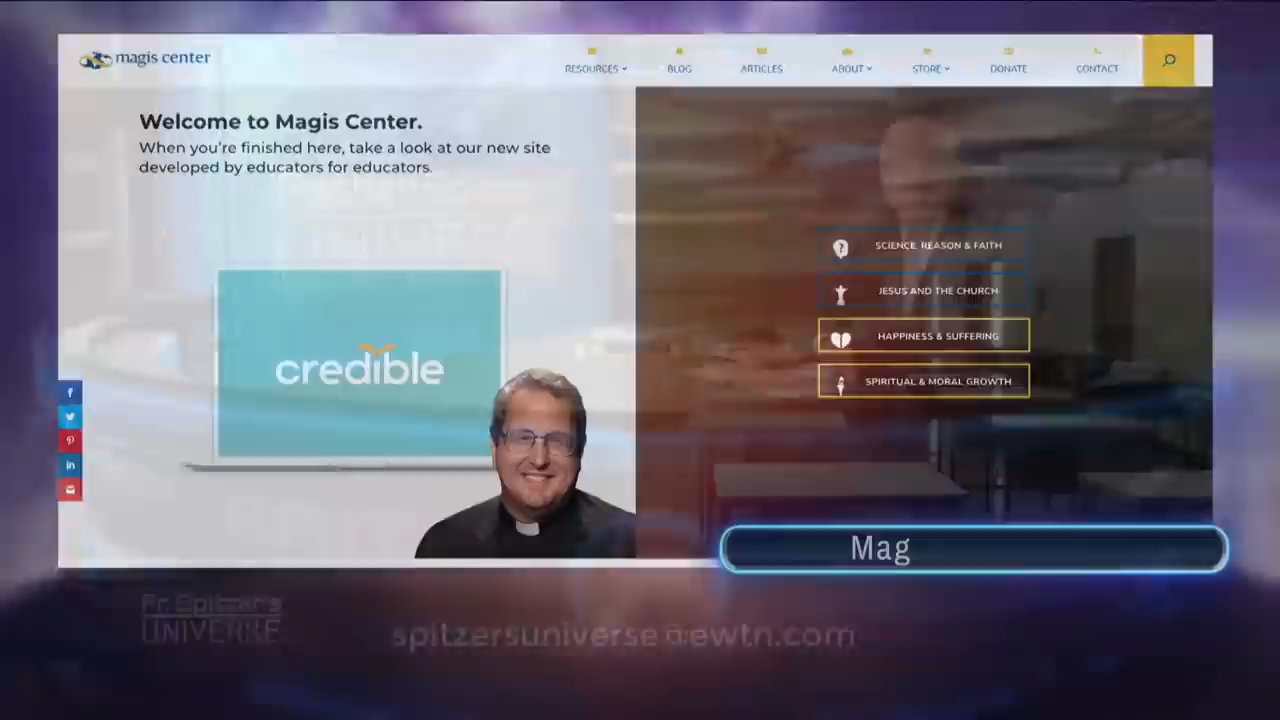 magis center
RESOURCES
BLOG
ARTICLES
ABOUT
STORE
DONATE
CONTACT
Welcome to Magis Center.
When you're finished here, take a look at our new site
developed by educators for educators.
SCIENCE, REASON & FAITH
JESUS AND THE CHURCH
HAPPINESS & SUFFERING
SPIRITUAL & MORAL GROWTH
credible
Mag
Fr. Spitzer's
UNIVERSE
spitzersuniverse@ewtn.com